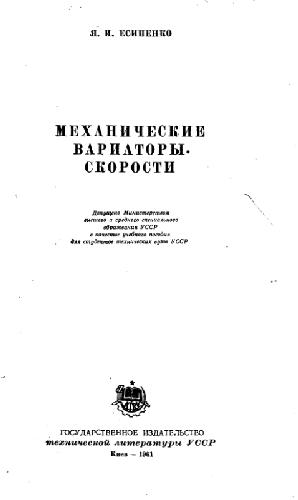 Я. И. ЕСИПЕНКО
МЕХАНИЧЕСКИЕ
ВАРИАТОРЫ
СКОРОСТИ
Допущено Министерством
высшего и среднего специального
образования УССР
в качестве учебного пособия
для студентов технических вузов УССР
ГОСУДАРСТВЕННОЕ ИЗДАТЕЛЬСТВО
технической литературы УССР
Киев — 1961